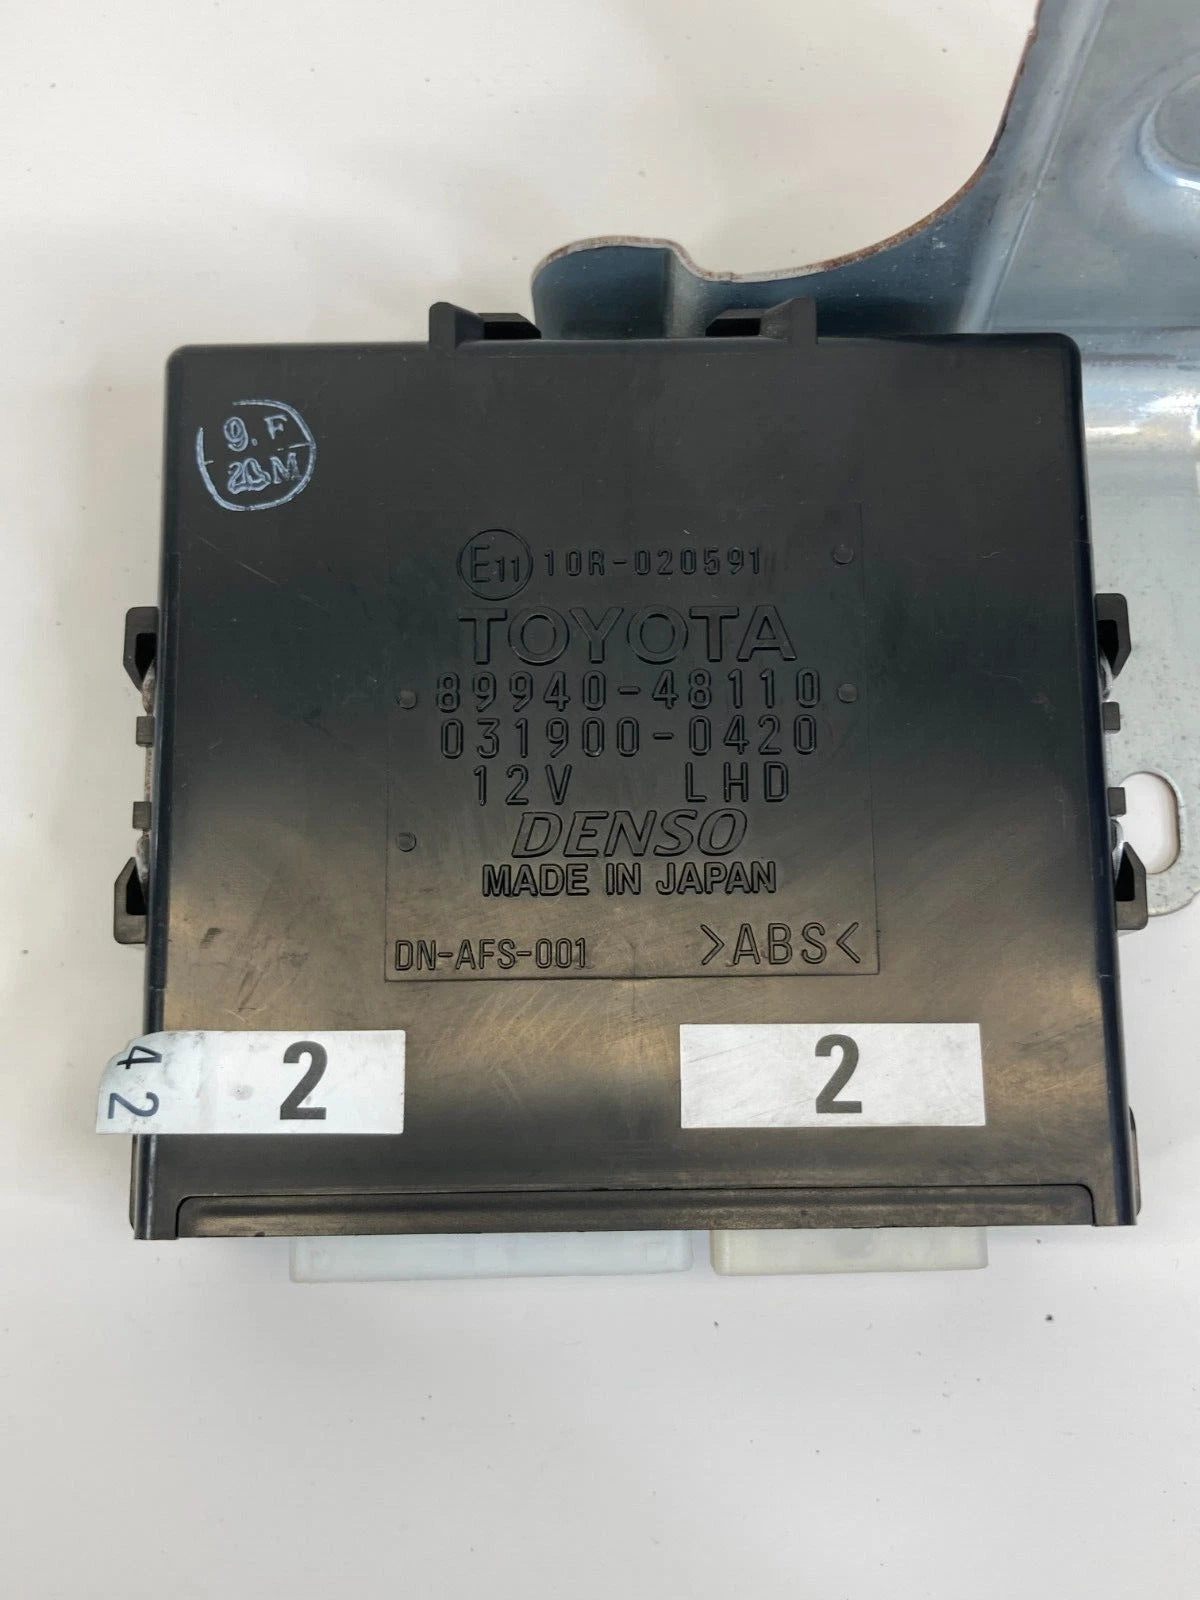 9.F
E11 10R-020591
TOYOTA
89940-48110
031900-0420
12V LHD
DENSO
MADE IN JAPAN
DN-AFS-001 >ABS<
42 2 2